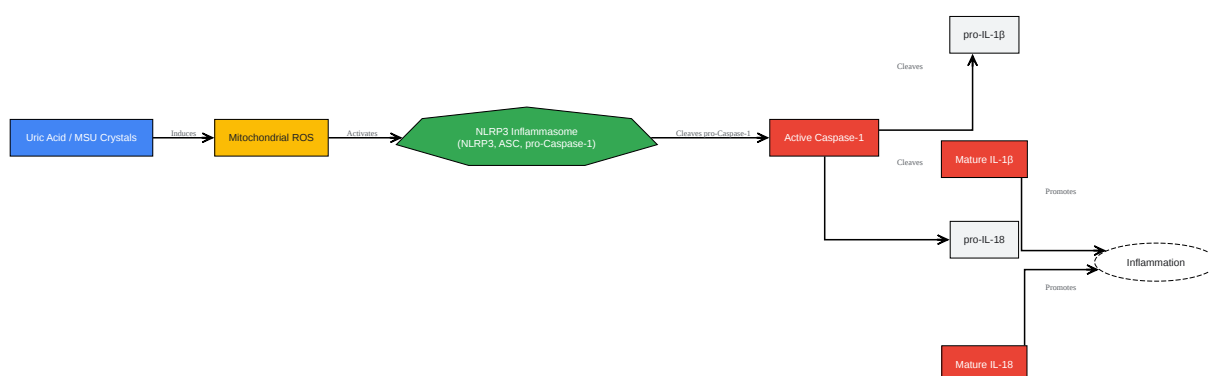 Uric Acid / MSU Crystals
Induces
Mitochondrial ROS
Activates
NLRP3 Inflammasome
(NLRP3, ASC, pro-Caspase-1)
Cleaves pro-Caspase-1
Active Caspase-1
Cleaves
pro-IL-1β
Cleaves
Mature IL-1β
Promotes
pro-IL-18
Inflammation
Promotes
Mature IL-18